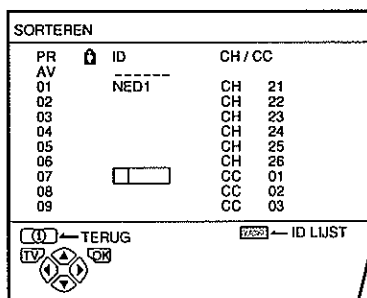 SORTEREN
PR ID CH / CC
AV ------
01 NED1 CH 21
02 CH 22
03 CH 23
04 CH 24
05 CH 25
06 CH 26
07 CC 01
08 CC 02
09 CC 03
TERUG ID LIJST
TV OK